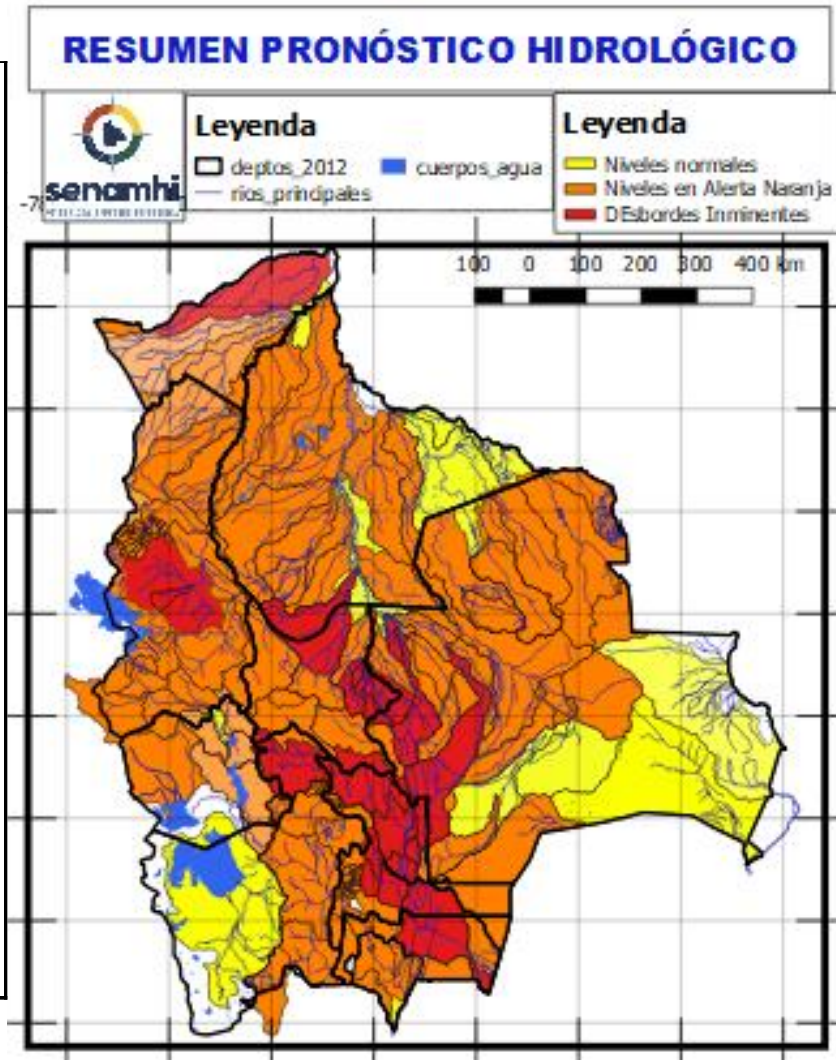 RESUMEN PRONÓSTICO HIDROLÓGICO
senamhi
Leyenda
deptos_2012
cuerpos_agua
rios_principales
Leyenda
Niveles normales
Niveles en Alerta Naranja
DEsbordes Inminentes
100 0 100 200 300 400 km